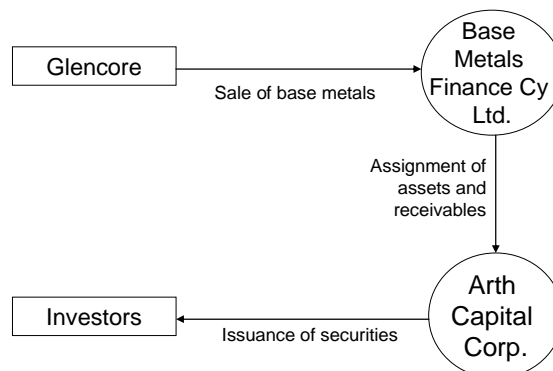 Glencore
Sale of base metals
Base
Metals
Finance Cy
Ltd.
Assignment of
assets and
receivables
Arth
Capital
Corp.
Issuance of securities
Investors